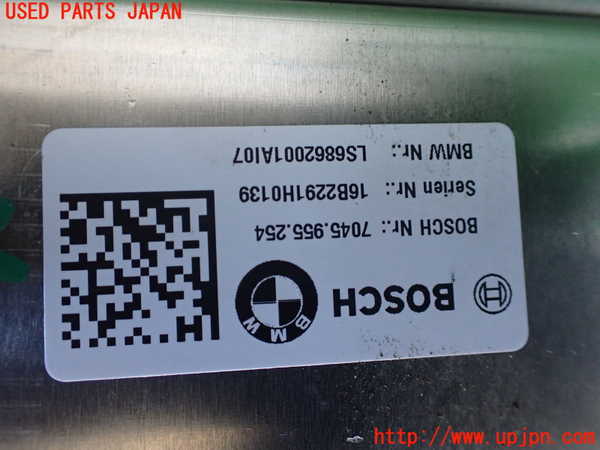 USED PARTS JAPAN
BOSCH
BMW
BOSCH Nr.: 7045.955.254
Serien Nr.: 16B2291H0139
BMW Nr.: LS6862001AI07
http://www.upjpn.com/